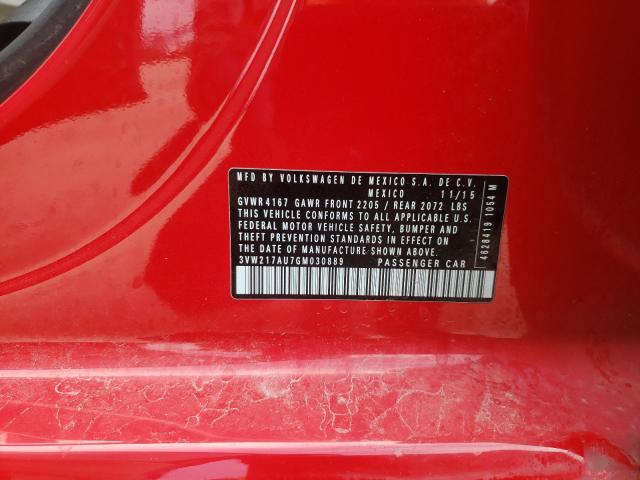 MFD BY VOLKSWAGEN DE MEXICO S.A. DE C.V.
MEXICO 11/15
GVWR 4167 GAWR FRONT 2205 / REAR 2072 LBS
THIS VEHICLE CONFORMS TO ALL APPLICABLE U.S.
FEDERAL MOTOR VEHICLE SAFETY, BUMPER AND
THEFT PREVENTION STANDARDS IN EFFECT ON
THE DATE OF MANUFACTURE SHOWN ABOVE.
3VW217AU7GM030889 PASSENGER CAR
4628419 1054 M